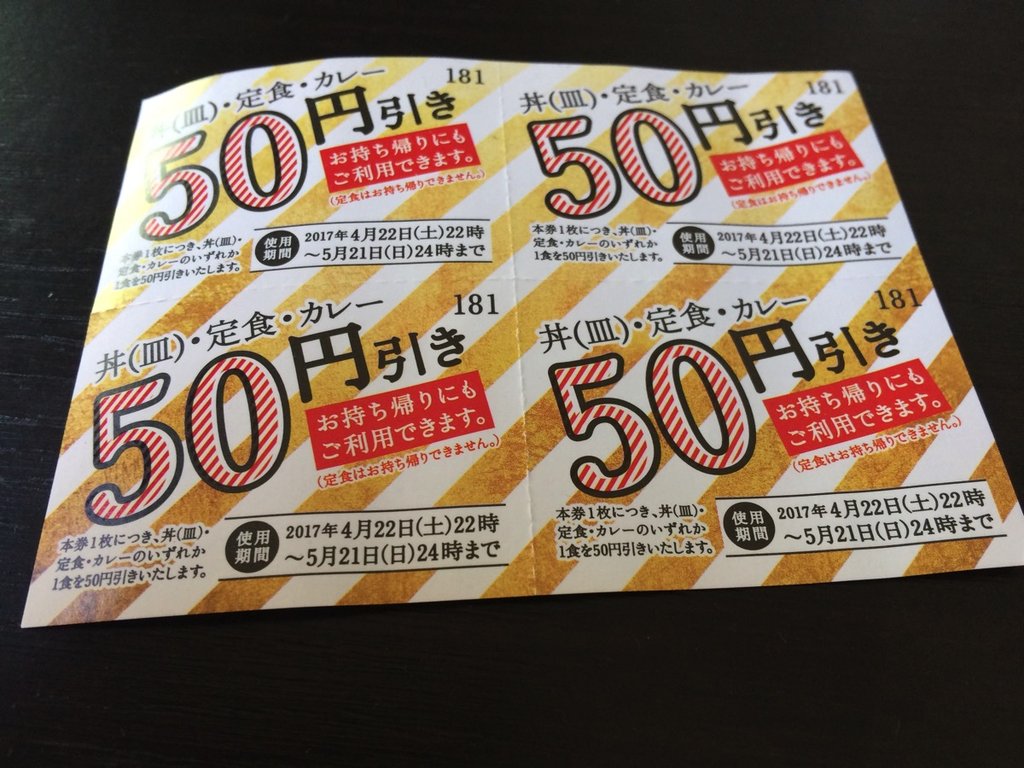 丼(皿)・定食・カレー
181
50円引き
お持ち帰りにも
ご利用できます。
(定食はお持ち帰りできません。)
本券1枚につき、丼(皿)・
定食・カレーのいずれか
1食を50円引きいたします。
使用
期間
2017年4月22日(土)22時
～5月21日(日)24時まで
丼(皿)・定食・カレー
181
50円引き
お持ち帰りにも
ご利用できます。
(定食はお持ち帰りできません。)
本券1枚につき、丼(皿)・
定食・カレーのいずれか
1食を50円引きいたします。
使用
期間
2017年4月22日(土)22時
～5月21日(日)24時まで
丼(皿)・定食・カレー
181
50円引き
お持ち帰りにも
ご利用できます。
(定食はお持ち帰りできません。)
本券1枚につき、丼(皿)・
定食・カレーのいずれか
1食を50円引きいたします。
使用
期間
2017年4月22日(土)22時
～5月21日(日)24時まで
丼(皿)・定食・カレー
181
50円引き
お持ち帰りにも
ご利用できます。
(定食はお持ち帰りできません。)
本券1枚につき、丼(皿)・
定食・カレーのいずれか
1食を50円引きいたします。
使用
期間
2017年4月22日(土)22時
～5月21日(日)24時まで